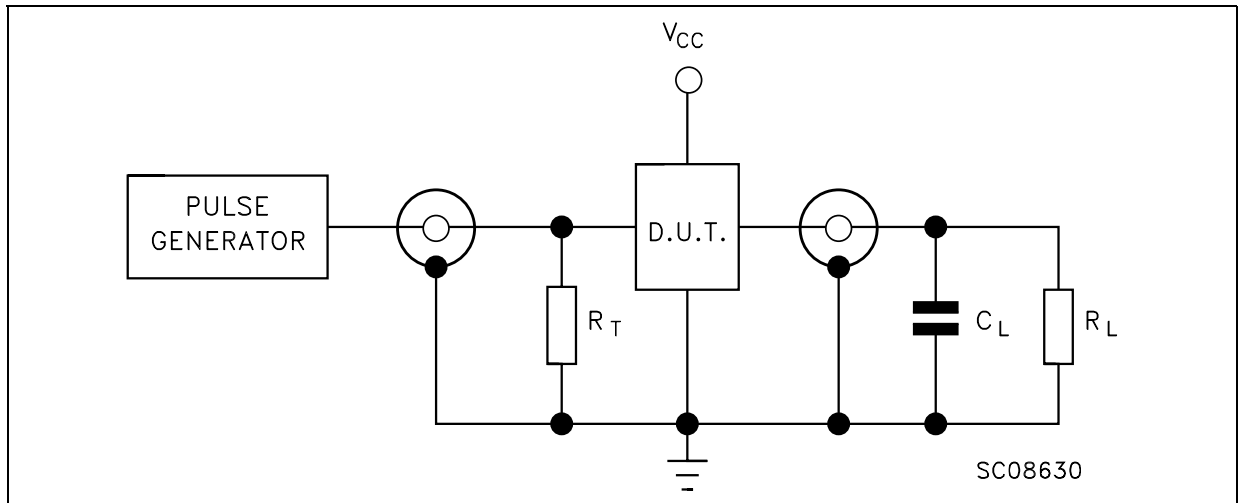 VCC
PULSE
GENERATOR
D.U.T.
RT
CL
RL
SC08630